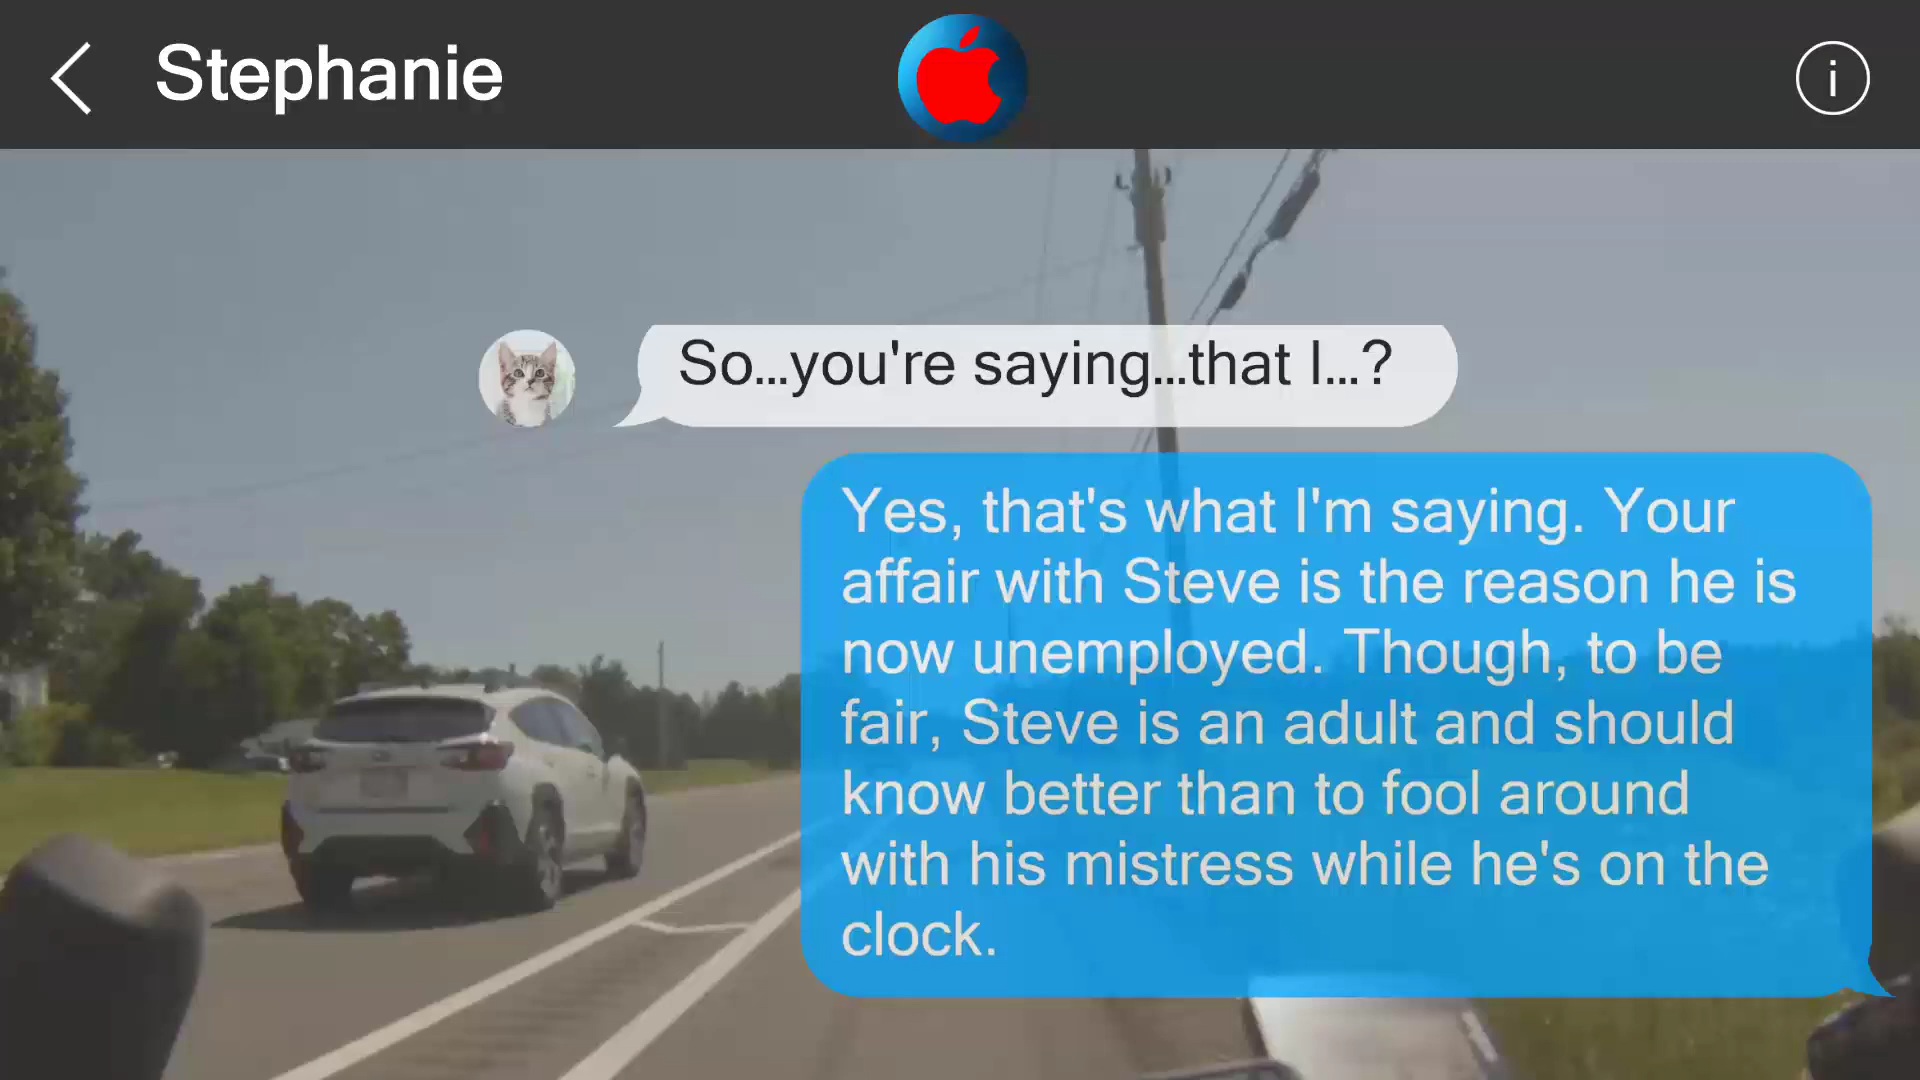 Stephanie
i
So...you're saying...that I...?
Yes, that's what I'm saying. Your
affair with Steve is the reason he is
now unemployed. Though, to be
fair, Steve is an adult and should
know better than to fool around
with his mistress while he's on the
clock.